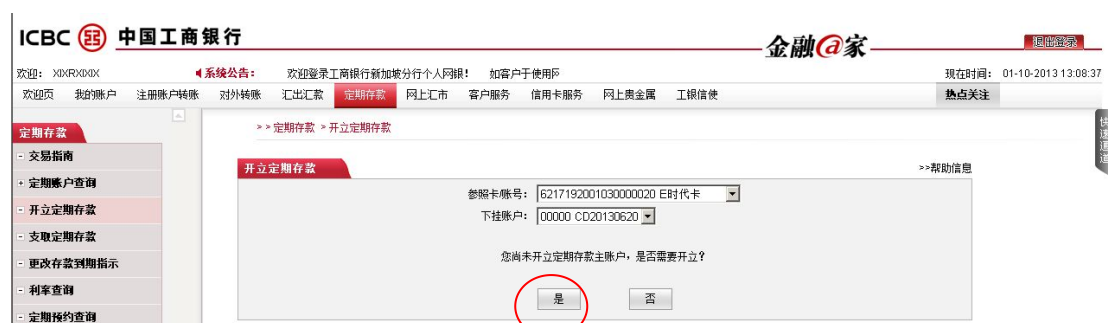 ICBC 中国工商银行
金融@家
退出登录
欢迎： XIXRXIXIX 系统公告： 欢迎登录工商银行新加坡分行个人网银！ 如客户于使用 现在时间： 01-10-2013 13:08:37
欢迎页 我的账户 注册账户转账 对外转账 汇出汇款 定期存款 网上汇市 客户服务 信用卡服务 网上贵金属 工银信使 热点关注
快速通道
定期存款
- 交易指南
+ 定期账户查询
- 开立定期存款
- 支取定期存款
- 更改存款到期指示
- 利率查询
- 定期预约查询
>> 定期存款 > 开立定期存款
开立定期存款 >>帮助信息
参照卡/账号： 6217192001030000020 E时代卡
下挂账户： 00000 CD20130620
您尚未开立定期存款主账户，是否需要开立？
是 否